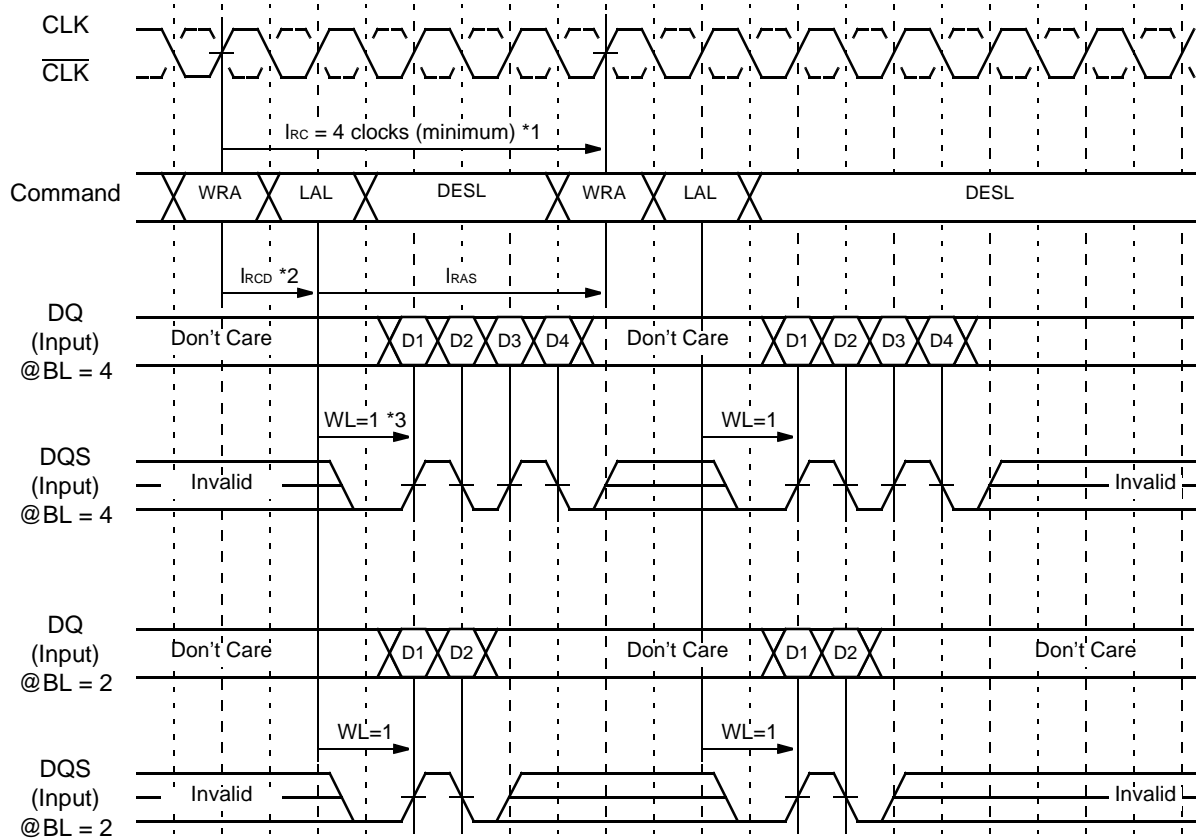 CLK
CLK
IRC = 4 clocks (minimum) *1
Command WRA LAL DESL WRA LAL DESL
IRCD *2 IRAS
DQ
(Input)
@BL = 4
Don't Care D1 D2 D3 D4 Don't Care D1 D2 D3 D4
WL=1 *3 WL=1
DQS
(Input)
@BL = 4
Invalid Invalid
DQ
(Input)
@BL = 2
Don't Care D1 D2 Don't Care D1 D2 Don't Care
WL=1 WL=1
DQS
(Input)
@BL = 2
Invalid Invalid